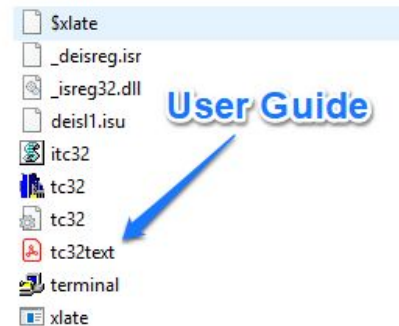 $xlate
_deisreg.isr
_isreg32.dll
deisl1.isu
User Guide
itc32
tc32
tc32
tc32text
terminal
xlate